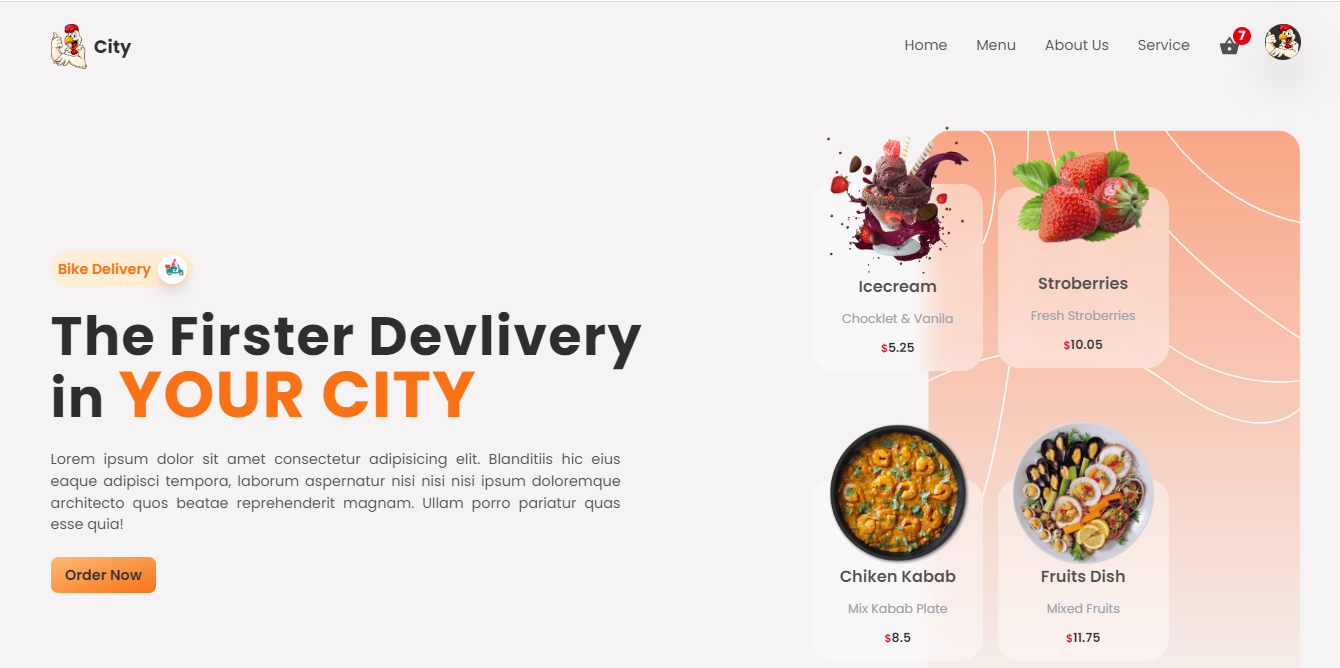 City
Home
Menu
About Us
Service
7
Bike Delivery
The Firster Devlivery
in YOUR CITY
Lorem ipsum dolor sit amet consectetur adipisicing elit. Blanditiis hic eius
eaque adipisci tempora, laborum aspernatur nisi nisi nisi ipsum doloremque
architecto quos beatae reprehenderit magnam. Ullam porro pariatur quas
esse quia!
Order Now
Icecream
Chocklet & Vanila
$5.25
Stroberries
Fresh Stroberries
$10.05
Chiken Kabab
Mix Kabab Plate
$8.5
Fruits Dish
Mixed Fruits
$11.75